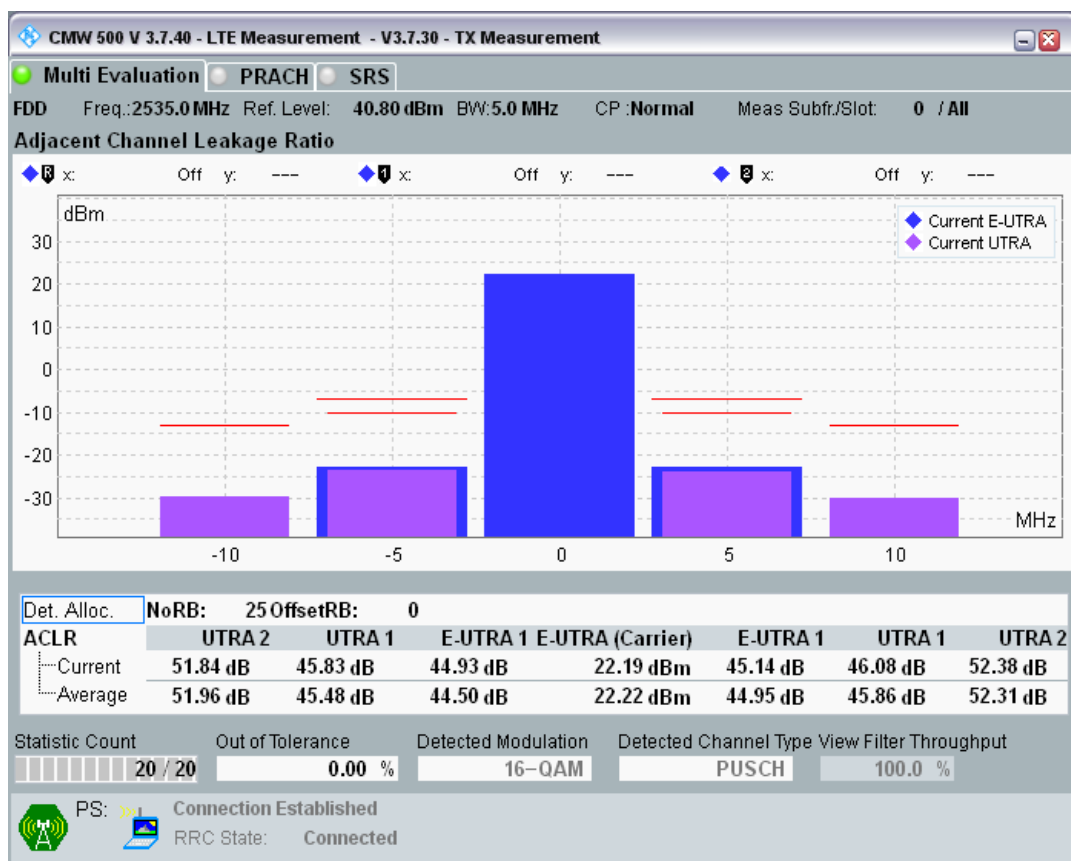 CMW 500 V 3.7.40 - LTE Measurement - V3.7.30 - TX Measurement
Multi Evaluation PRACH SRS
FDD Freq.:2535.0 MHz Ref. Level: 40.80 dBm BW:5.0 MHz CP :Normal Meas Subfr./Slot: 0 / All
Adjacent Channel Leakage Ratio
R x: Off y: --- 1 x: Off y: --- 2 x: Off y: ---
dBm
Current E-UTRA
Current UTRA
30
20
10
0
-10
-20
-30
MHz
-10 -5 0 5 10
Det. Alloc. NoRB: 25 OffsetRB: 0
ACLR UTRA 2 UTRA 1 E-UTRA 1 E-UTRA (Carrier) E-UTRA 1 UTRA 1 UTRA 2
Current 51.84 dB 45.83 dB 44.93 dB 22.19 dBm 45.14 dB 46.08 dB 52.38 dB
Average 51.96 dB 45.48 dB 44.50 dB 22.22 dBm 44.95 dB 45.86 dB 52.31 dB
Statistic Count Out of Tolerance Detected Modulation Detected Channel Type View Filter Throughput
20 / 20 0.00 % 16-QAM PUSCH 100.0 %
PS: Connection Established
RRC State: Connected